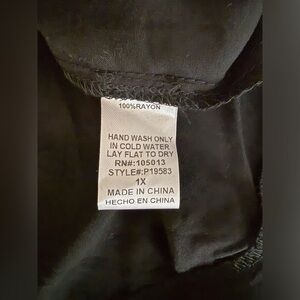 100%RAYON
HAND WASH ONLY
IN COLD WATER
LAY FLAT TO DRY
RN#:105013
STYLE#:P19583
1X
MADE IN CHINA
HECHO EN CHINA